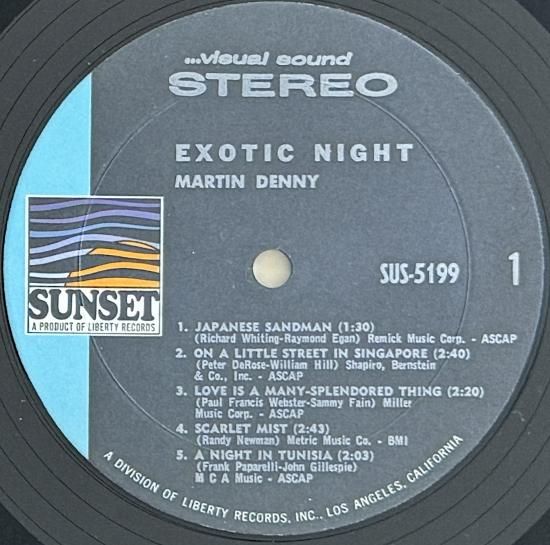 ...visual sound
STEREO
EXOTIC NIGHT
MARTIN DENNY
SUS-5199 1
SUNSET
A PRODUCT OF LIBERTY RECORDS
1. JAPANESE SANDMAN (1:30)
(Richard Whiting-Raymond Egan) Remick Music Corp. - ASCAP
2. ON A LITTLE STREET IN SINGAPORE (2:40)
(Peter DeRose-William Hill) Shapiro, Bernstein
& Co., Inc. - ASCAP
3. LOVE IS A MANY-SPLENDORED THING (2:20)
(Paul Francis Webster-Sammy Fain) Miller
Music Corp. - ASCAP
4. SCARLET MIST (2:43)
(Randy Newman) Metric Music Co. - BMI
5. A NIGHT IN TUNISIA (2:03)
(Frank Paparelli-John Gillespie)
M C A Music - ASCAP
A DIVISION OF LIBERTY RECORDS, INC., LOS ANGELES, CALIFORNIA